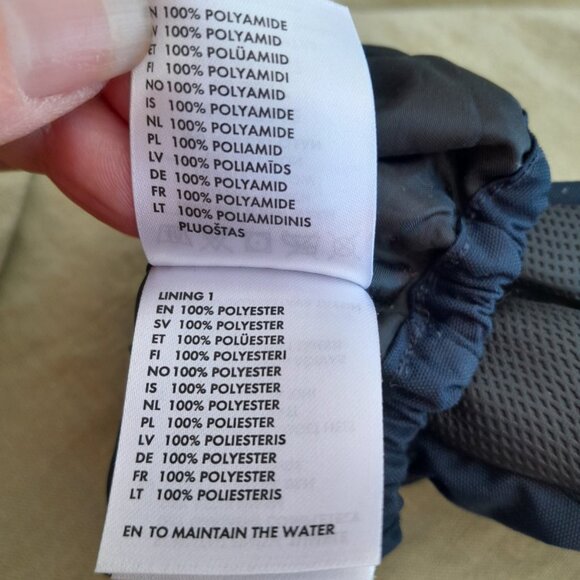 100% POLYAMIDE
100% POLYAMID
ET 100% POLÜAMIID
FI 100% POLYAMIDI
NO 100% POLYAMID
IS 100% POLYAMIDE
NL 100% POLYAMIDE
PL 100% POLIAMID
LV 100% POLIAMĪDS
DE 100% POLYAMID
FR 100% POLYAMIDE
LT 100% POLIAMIDINIS
PLUOŠTAS
LINING 1
EN 100% POLYESTER
SV 100% POLYESTER
ET 100% POLÜESTER
FI 100% POLYESTERI
NO 100% POLYESTER
IS 100% POLYESTER
NL 100% POLYESTER
PL 100% POLIESTER
LV 100% POLIESTERIS
DE 100% POLYESTER
FR 100% POLYESTER
LT 100% POLIESTERIS
EN TO MAINTAIN THE WATER